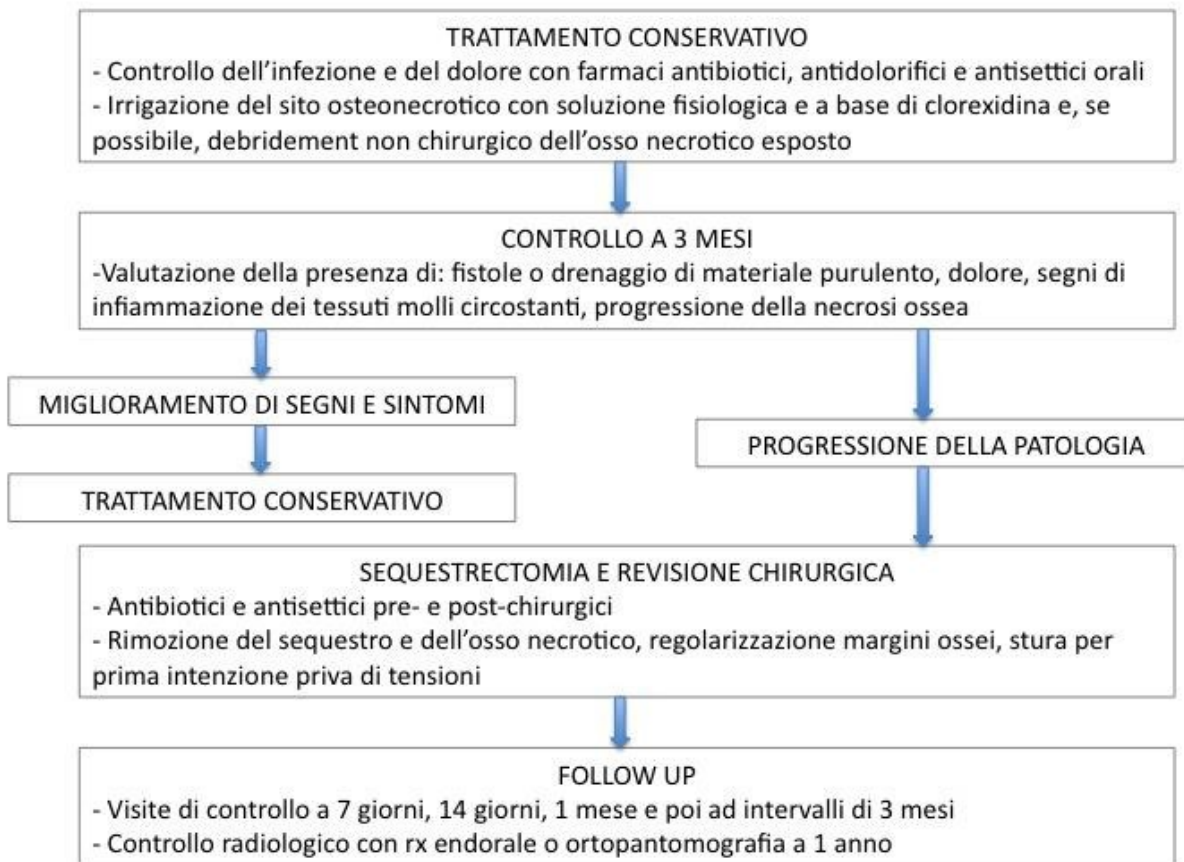 TRATTAMENTO CONSERVATIVO
- Controllo dell'infezione e del dolore con farmaci antibiotici, antidolorifici e antisettici orali
- Irrigazione del sito osteonecrotico con soluzione fisiologica e a base di clorexidina e, se
possibile, debridement non chirurgico dell'osso necrotico esposto
CONTROLLO A 3 MESI
-Valutazione della presenza di: fistole o drenaggio di materiale purulento, dolore, segni di
infiammazione dei tessuti molli circostanti, progressione della necrosi ossea
MIGLIORAMENTO DI SEGNI E SINTOMI
PROGRESSIONE DELLA PATOLOGIA
TRATTAMENTO CONSERVATIVO
SEQUESTRECTOMIA E REVISIONE CHIRURGICA
- Antibiotici e antisettici pre- e post-chirurgici
- Rimozione del sequestro e dell'osso necrotico, regolarizzazione margini ossei, stura per
prima intenzione priva di tensioni
FOLLOW UP
- Visite di controllo a 7 giorni, 14 giorni, 1 mese e poi ad intervalli di 3 mesi
- Controllo radiologico con rx endorale o ortopantomografia a 1 anno